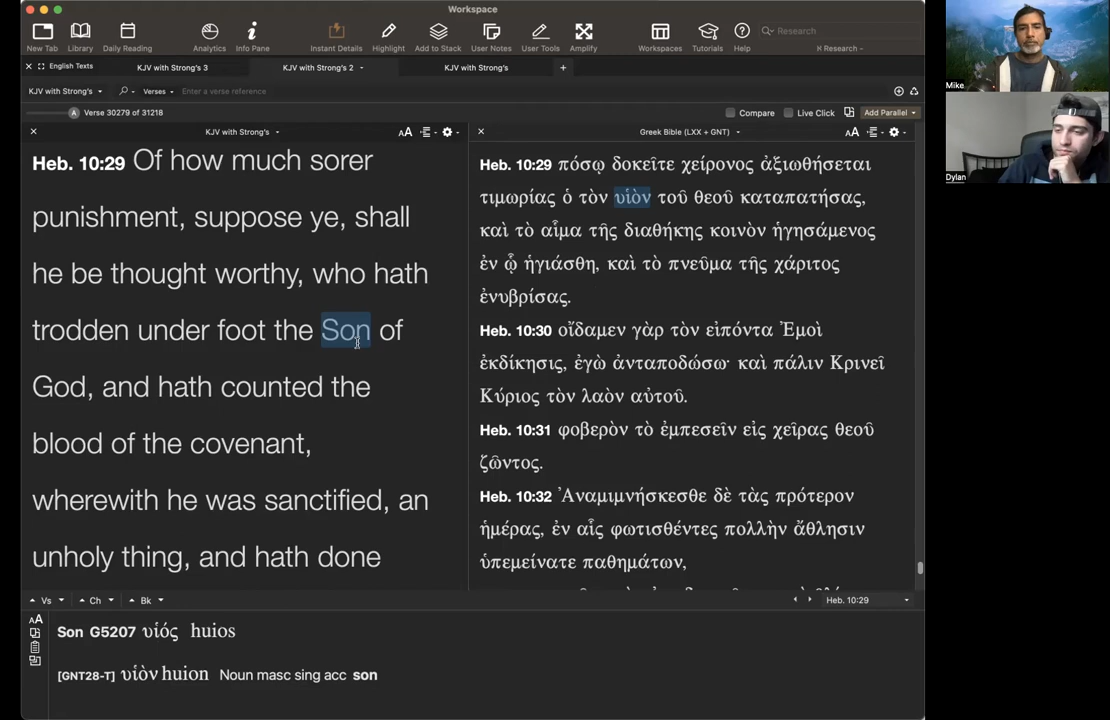 Workspace
New Tab
Library
Daily Reading
Analytics
Info Pane
Instant Details
Highlight
Add to Stack
User Notes
User Tools
Amplify
Workspaces
Tutorials
Help
Research
Research
English Texts
KJV with Strong's 3
KJV with Strong's 2
KJV with Strong's
KJV with Strong's
Verses
Enter a verse reference
A Verse 30279 of 31218
Compare
Live Click
Add Parallel
KJV with Strong's
AA
Heb. 10:29 Of how much sorer
punishment, suppose ye, shall
he be thought worthy, who hath
trodden under foot the Son of
God, and hath counted the
blood of the covenant,
wherewith he was sanctified, an
unholy thing, and hath done
Greek Bible (LXX + GNT)
AA
Heb. 10:29 πόσῳ δοκεῖτε χείρονος ἀξιωθήσεται
τιμωρίας ὁ τὸν υἱὸν τοῦ θεοῦ καταπατήσας,
καὶ τὸ αἷμα τῆς διαθήκης κοινὸν ἡγησάμενος
ἐν ᾧ ἡγιάσθη, καὶ τὸ πνεῦμα τῆς χάριτος
ἐνυβρίσας.
Heb. 10:30 οἴδαμεν γὰρ τὸν εἰπόντα Ἐμοὶ
ἐκδίκησις, ἐγὼ ἀνταποδώσω· καὶ πάλιν Κρινεῖ
Κύριος τὸν λαὸν αὐτοῦ.
Heb. 10:31 φοβερὸν τὸ ἐμπεσεῖν εἰς χεῖρας θεοῦ
ζῶντος.
Heb. 10:32 Ἀναμιμνήσκεσθε δὲ τὰς πρότερον
ἡμέρας, ἐν αἷς φωτισθέντες πολλὴν ἄθλησιν
ὑπεμείνατε παθημάτων,
Vs
Ch
Bk
Heb. 10:29
AA
Son G5207 υἱός huios
[GNT28-T] υἱὸν huion Noun masc sing acc son
Mike
Dylan